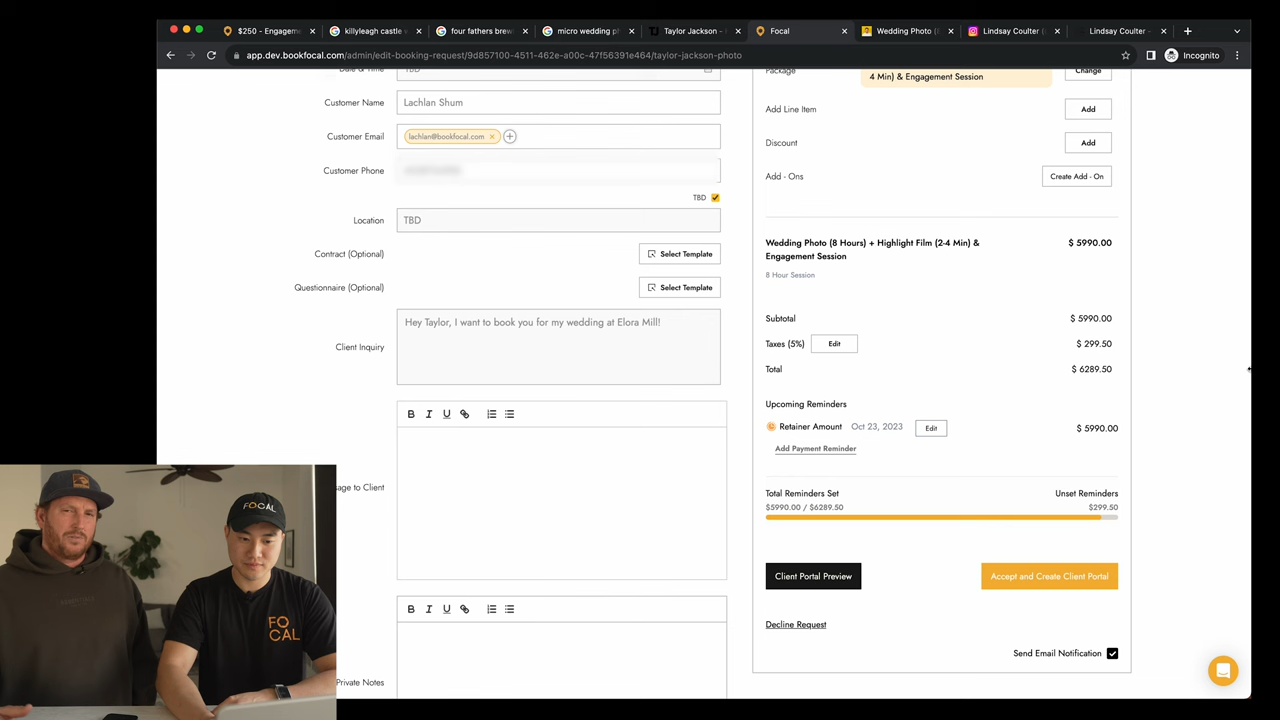 $250 - Engagem
killyleagh castle w
four fathers brew
micro wedding ph
Taylor Jackson -
Focal
Wedding Photo (
Lindsay Coulter (
Lindsay Coulter -
app.dev.bookfocal.com/admin/edit-booking-request/9d857100-4511-462e-a00c-47f56391e464/taylor-jackson-photo
Incognito
Date & Time
TBD
Package
4 Min) & Engagement Session
Change
Customer Name
Lachlan Shum
Add Line Item
Add
Customer Email
lachlan@bookfocal.com
Discount
Add
Customer Phone
Add - Ons
Create Add - On
TBD
Location
TBD
Contract (Optional)
Select Template
Questionnaire (Optional)
Select Template
Client Inquiry
Hey Taylor, I want to book you for my wedding at Elora Mill!
B I U
sage to Client
B I U
Private Notes
Wedding Photo (8 Hours) + Highlight Film (2-4 Min) &
Engagement Session
$ 5990.00
8 Hour Session
Subtotal
$ 5990.00
Taxes (5%)
Edit
$ 299.50
Total
$ 6289.50
Upcoming Reminders
Retainer Amount
Oct 23, 2023
Edit
$ 5990.00
Add Payment Reminder
Total Reminders Set
Unset Reminders
$5990.00 / $6289.50
$299.50
Client Portal Preview
Accept and Create Client Portal
Decline Request
Send Email Notification
FOCAL
FO
CAL